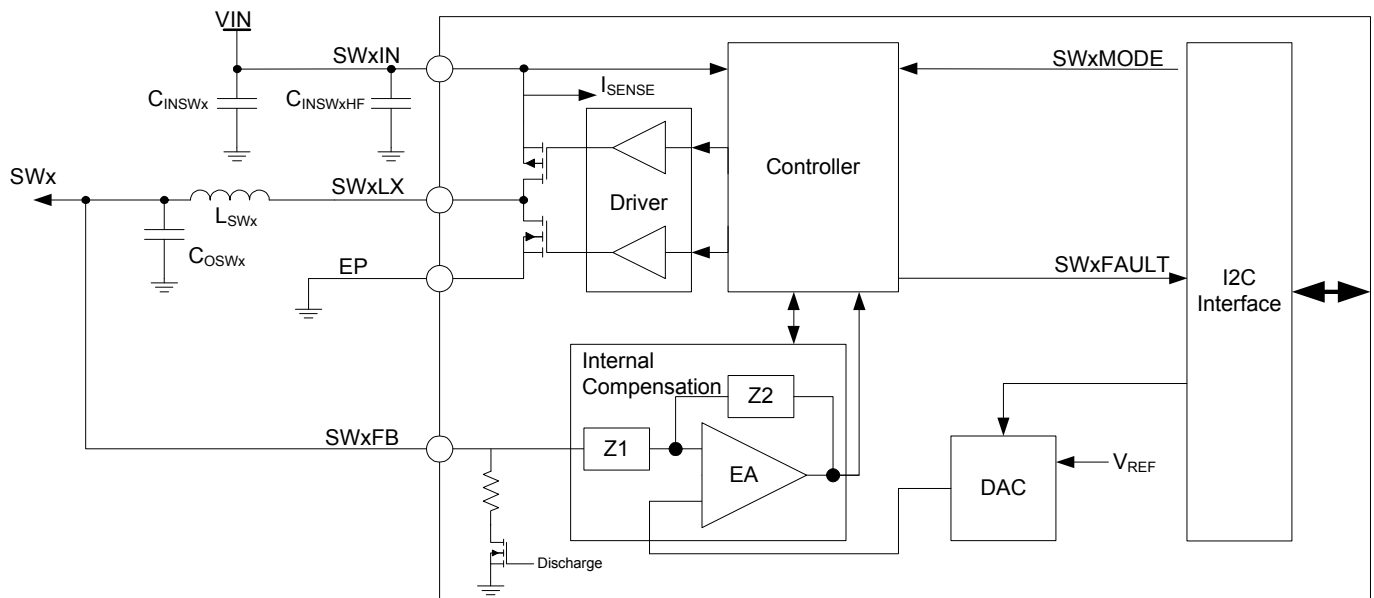 VIN
SWxIN
SWxMODE
CINSWx
CINSWxHF
ISENSE
Controller
SWx
SWxLX
Driver
LSWx
COSWx
EP
SWxFAULT
I2C
Interface
Internal
Compensation
Z2
SWxFB
Z1
EA
DAC
VREF
Discharge